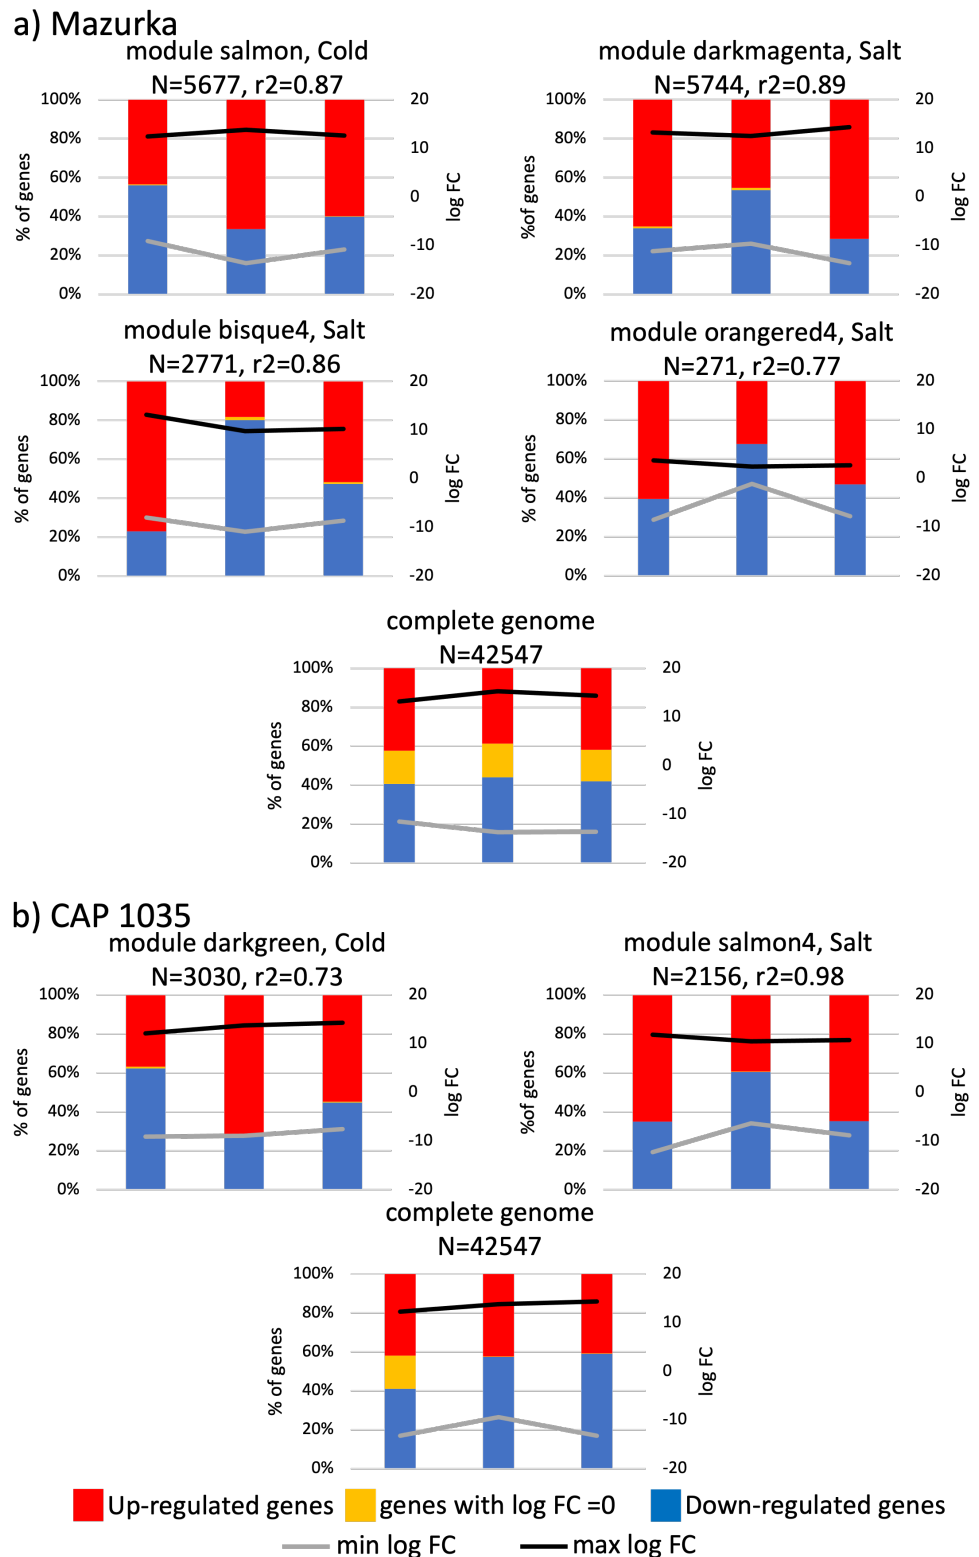 a) Mazurka
module salmon, Cold
N=5677, r2=0.87
100%
80%
60%
40%
20%
0%
% of genes
20
10
0
-10
-20
log FC
module darkmagenta, Salt
N=5744, r2=0.89
100%
80%
60%
40%
20%
0%
%of genes
20
10
0
-10
-20
log FC
module bisque4, Salt
N=2771, r2=0.86
100%
80%
60%
40%
20%
0%
% of genes
20
10
0
-10
-20
log FC
module orangered4, Salt
N=271, r2=0.77
100%
80%
60%
40%
20%
0%
% of genes
20
10
0
-10
-20
log FC
complete genome
N=42547
100%
80%
60%
40%
20%
0%
% of genes
20
10
0
-10
-20
log FC
b) CAP 1035
module darkgreen, Cold
N=3030, r2=0.73
100%
80%
60%
40%
20%
0%
% of genes
20
10
0
-10
-20
log FC
module salmon4, Salt
N=2156, r2=0.98
100%
80%
60%
40%
20%
0%
%of genes
20
10
0
-10
-20
log FC
complete genome
N=42547
100%
80%
60%
40%
20%
0%
% of genes
20
10
0
-10
-20
log FC
Up-regulated genes genes with log FC =0 Down-regulated genes
min log FC max log FC